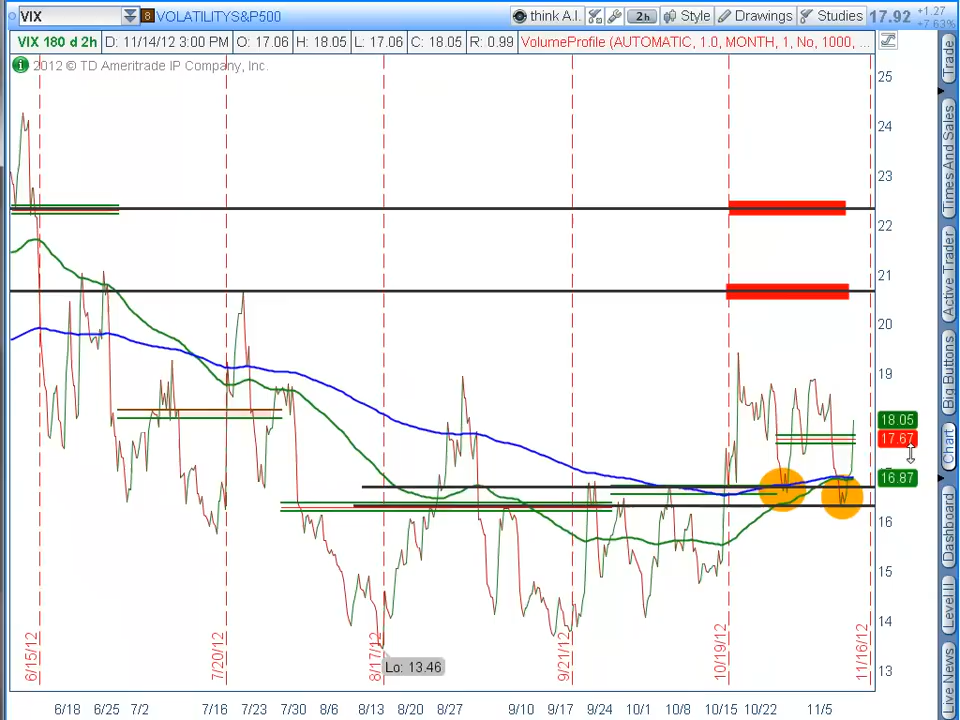 VIX 8 VOLATILITYS&P500 think A.I. 2h Style Drawings Studies 17.92 +1.27 +7.63%
VIX 180 d 2h D: 11/14/12 3:00 PM O: 17.06 H: 18.05 L: 17.06 C: 18.05 R: 0.99 VolumeProfile (AUTOMATIC, 1.0, MONTH, 1, No, 1000, ...
2012 © TD Ameritrade IP Company, Inc.
25
24
23
22
21
20
19
18.05
17.67
16.87
16
15
14
13
Lo: 13.46
6/15/12
7/20/12
8/17/12
9/21/12
10/19/12
11/16/12
6/18 6/25 7/2 7/16 7/23 7/30 8/6 8/13 8/20 8/27 9/10 9/17 9/24 10/1 10/8 10/15 10/22 11/5
Trade
Times And Sales
Active Trader
Big Buttons
Chart
Dashboard
Level II
Live News